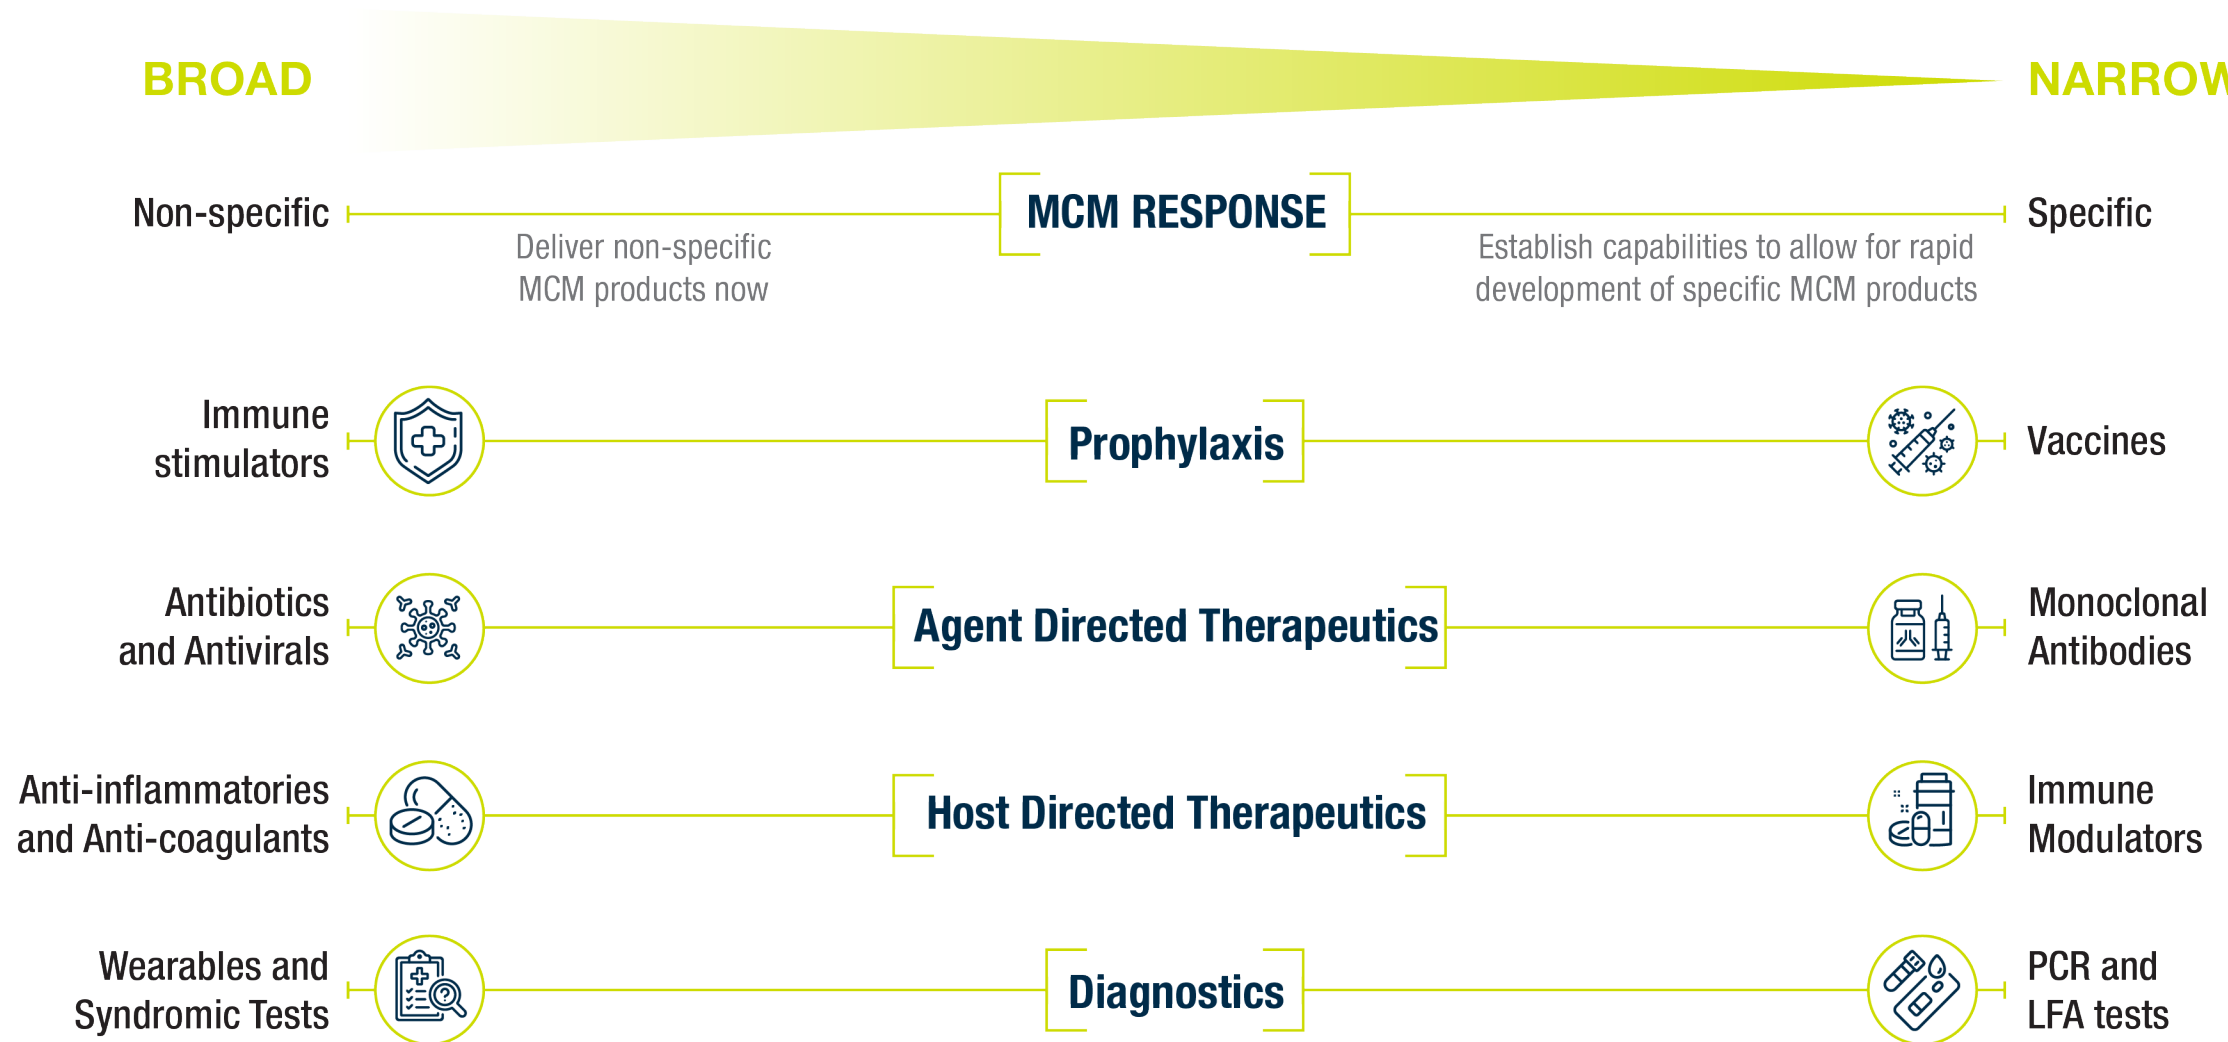 BROAD
NARROW
Non-specific
MCM RESPONSE
Specific
Deliver non-specific
MCM products now
Establish capabilities to allow for rapid
development of specific MCM products
Immune
stimulators
Prophylaxis
Vaccines
Antibiotics
and Antivirals
Agent Directed Therapeutics
Monoclonal
Antibodies
Anti-inflammatories
and Anti-coagulants
Host Directed Therapeutics
Immune
Modulators
Wearables and
Syndromic Tests
Diagnostics
PCR and
LFA tests